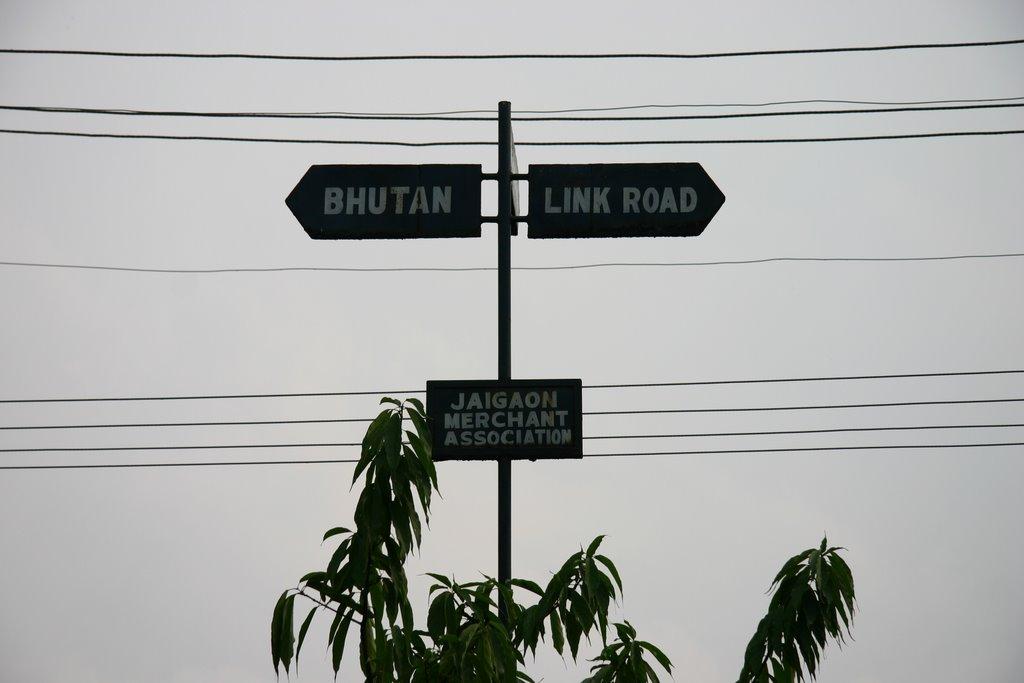 BHUTAN
LINK ROAD
JAIGAON
MERCHANT
ASSOCIATION